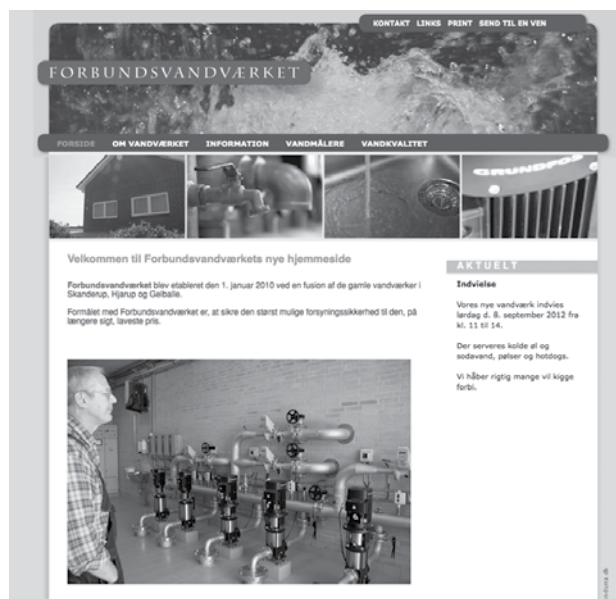 KONTAKT LINKS PRINT SEND TIL EN VEN
FORBUNDSVANDVÆRKET
FORSIDE OM VANDVÆRKET INFORMATION VANDMÅLERE VANDKVALITET
GRUNDFOS
Velkommen til Forbundsvandværkets nye hjemmeside
Forbundsvandværket blev etableret den 1. januar 2010 ved en fusion af de gamle vandværker i
Skanderup, Hjarup og Gelballe.
Formålet med Forbundsvandværket er, at sikre den størst mulige forsyningssikkerhed til den, på
længere sigt, laveste pris.
AKTUELT
Indvielse
Vores nye vandværk indvies
lørdag d. 8. september 2012 fra
kl. 11 til 14.
Der serveres kolde øl og
sodavand, pølser og hotdogs.
Vi håber rigtig mange vil kigge
forbi.